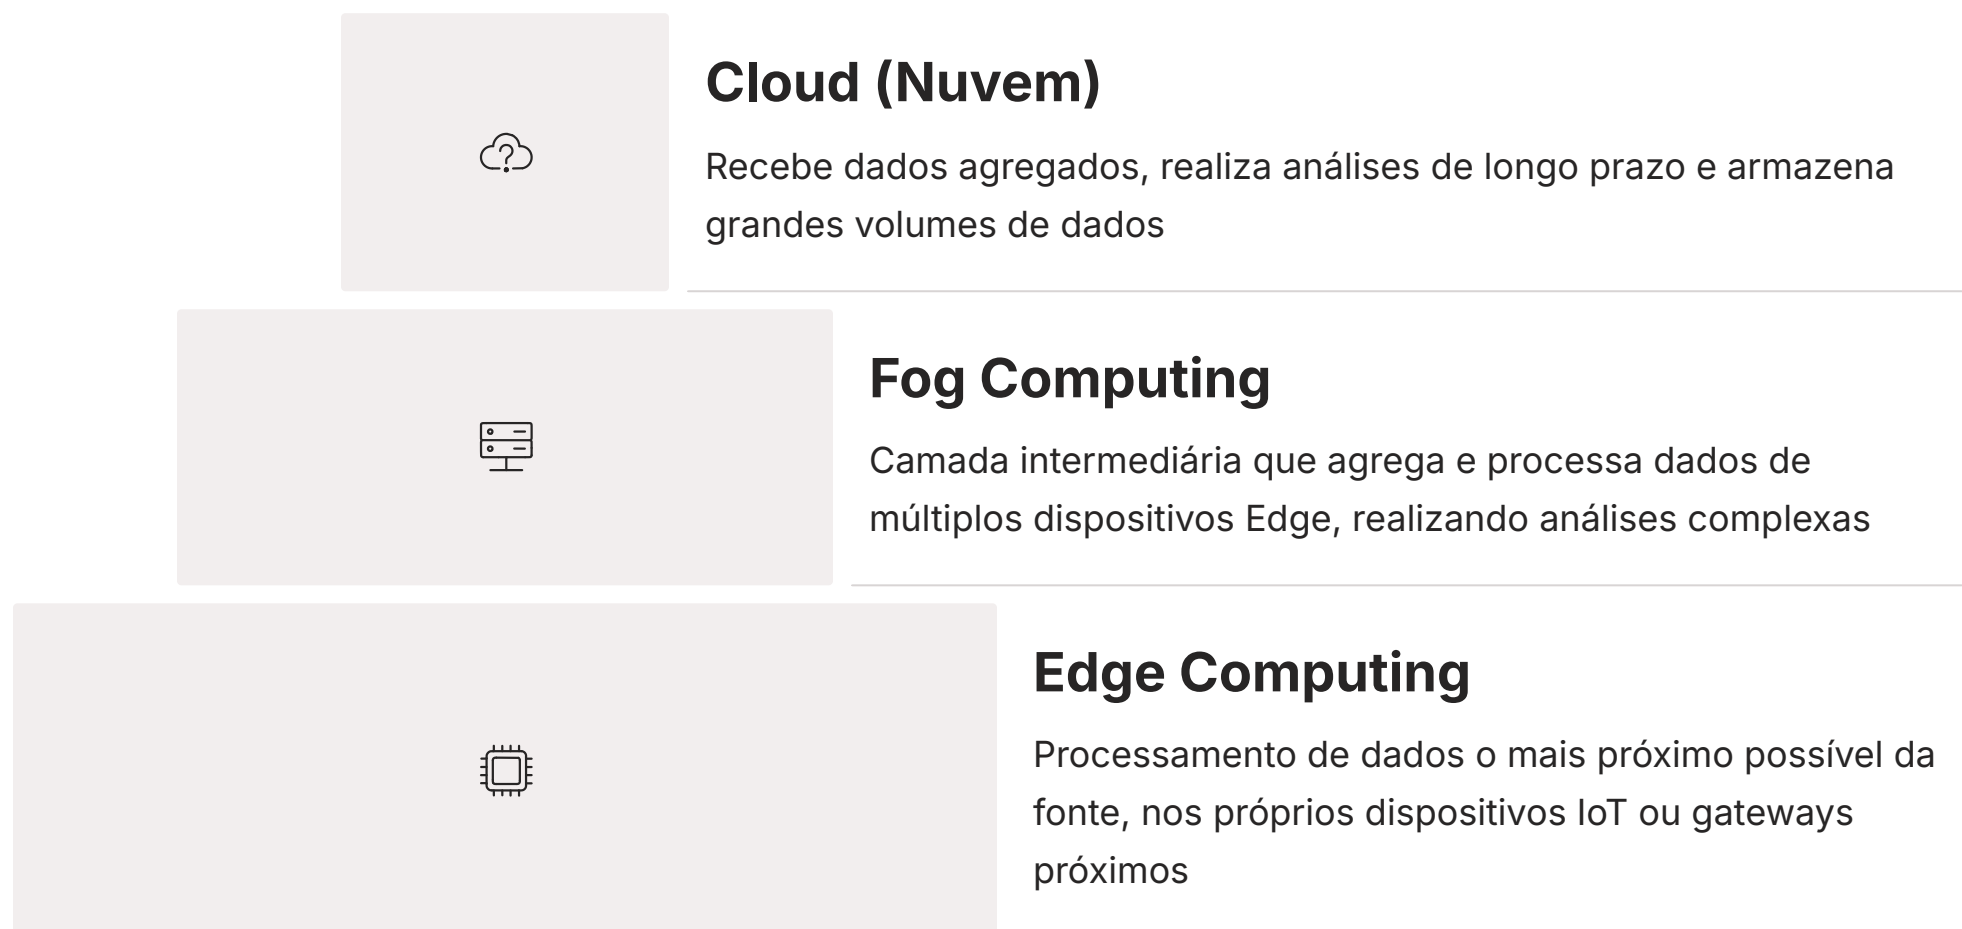 Cloud (Nuvem)
Recebe dados agregados, realiza análises de longo prazo e armazena
grandes volumes de dados
Fog Computing
Camada intermediária que agrega e processa dados de
múltiplos dispositivos Edge, realizando análises complexas
Edge Computing
Processamento de dados o mais próximo possível da
fonte, nos próprios dispositivos IoT ou gateways
próximos